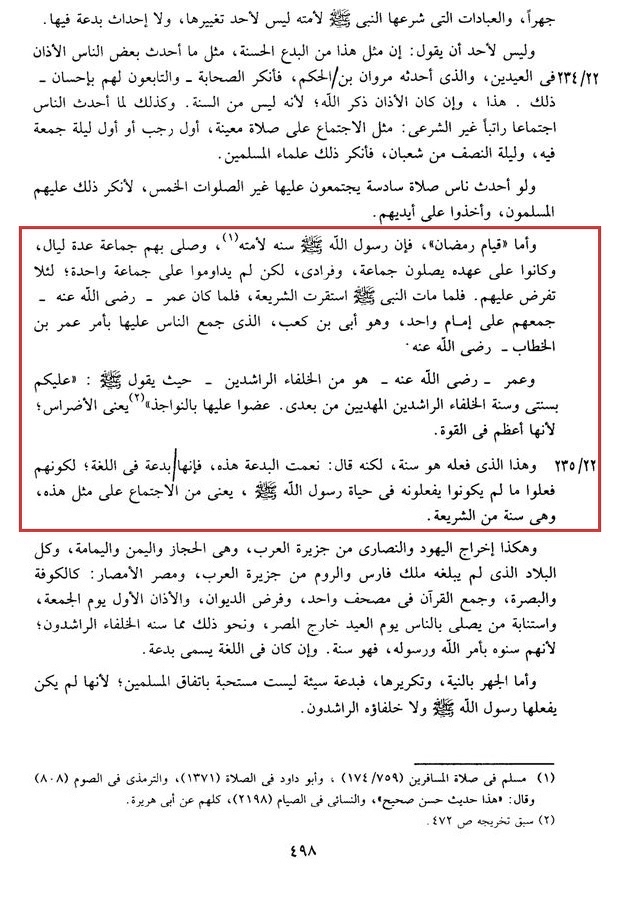 جهراً، والعبادات التى شرعها النبى ﷺ لأمته ليس لأحد تغييرها، ولا إحداث بدعة فيها.
وليس لأحد أن يقول: إن مثل هذا من البدع الحسنة، مثل ما أحدث بعض الناس الأذان
٢٣٤/٢٢ فى العيدين، والذى أحدثه مروان بن/الحكم، فأنكر الصحابة ـ والتابعون لهم بإحسان ـ
ذلك . هذا ، وإن كان الأذان ذكر الله؛ لأنه ليس من السنة. وكذلك لما أحدث الناس
اجتماعا راتباً غير الشرعى: مثل الاجتماع على صلاة معينة، أول رجب أو أول ليلة جمعة
فيه، وليلة النصف من شعبان، فأنكر ذلك علماء المسلمين.
ولو أحدث ناس صلاة سادسة يجتمعون عليها غير الصلوات الخمس، لأنكر ذلك عليهم
المسلمون، وأخذوا على أيديهم.
وأما «قيام رمضان»، فإن رسول الله ﷺ سنه لأمته(١)، وصلى بهم جماعة عدة ليال،
وكانوا على عهده يصلون جماعة، وفرادى، لكن لم يداوموا على جماعة واحدة؛ لئلا
تفرض عليهم. فلما مات النبى ﷺ استقرت الشريعة، فلما كان عمر ـ رضى الله عنه ـ
جمعهم على إمام واحد، وهو أبى بن كعب، الذى جمع الناس عليها بأمر عمر بن
الخطاب ـ رضى الله عنه.
وعمر ـ رضى الله عنه ـ هو من الخلفاء الراشدين ـ حيث يقول ﷺ : «عليكم
بسنتى وسنة الخلفاء الراشدين المهديين من بعدى. عضوا عليها بالنواجذ»(٢)يعنى الأضراس؛
لأنها أعظم فى القوة.
٢٣٥/٢٢ وهذا الذى فعله هو سنة، لكنه قال: نعمت البدعة هذه، فإنها/بدعة فى اللغة؛ لكونهم
فعلوا ما لم يكونوا يفعلونه فى حياة رسول الله ﷺ ، يعنى من الاجتماع على مثل هذه،
وهى سنة من الشريعة.
وهكذا إخراج اليهود والنصارى من جزيرة العرب، وهى الحجاز واليمن واليمامة، وكل
البلاد الذى لم يبلغه ملك فارس والروم من جزيرة العرب، ومصر الأمصار: كالكوفة
والبصرة، وجمع القرآن فى مصحف واحد، وفرض الديوان، والأذان الأول يوم الجمعة،
واستنابة من يصلى بالناس يوم العيد خارج المصر، ونحو ذلك مما سنه الخلفاء الراشدون؛
لأنهم سنوه بأمر الله ورسوله، فهو سنة. وإن كان فى اللغة يسمى بدعة.
وأما الجهر بالنية، وتكريرها، فبدعة سيئة ليست مستحبة باتفاق المسلمين؛ لأنها لم يكن
يفعلها رسول الله ﷺ ولا خلفاؤه الراشدون.
(١) مسلم فى صلاة المسافرين (١٧٤/٧٥٩) ، وأبو داود فى الصلاة (١٣٧١)، والترمذى فى الصوم (٨٠٨)
وقال: «هذا حديث حسن صحيح»، والنسائى فى الصيام (٢١٩٨)، كلهم عن أبى هريرة.
(٢) سبق تخريجه ص ٤٧٢.
٤٩٨